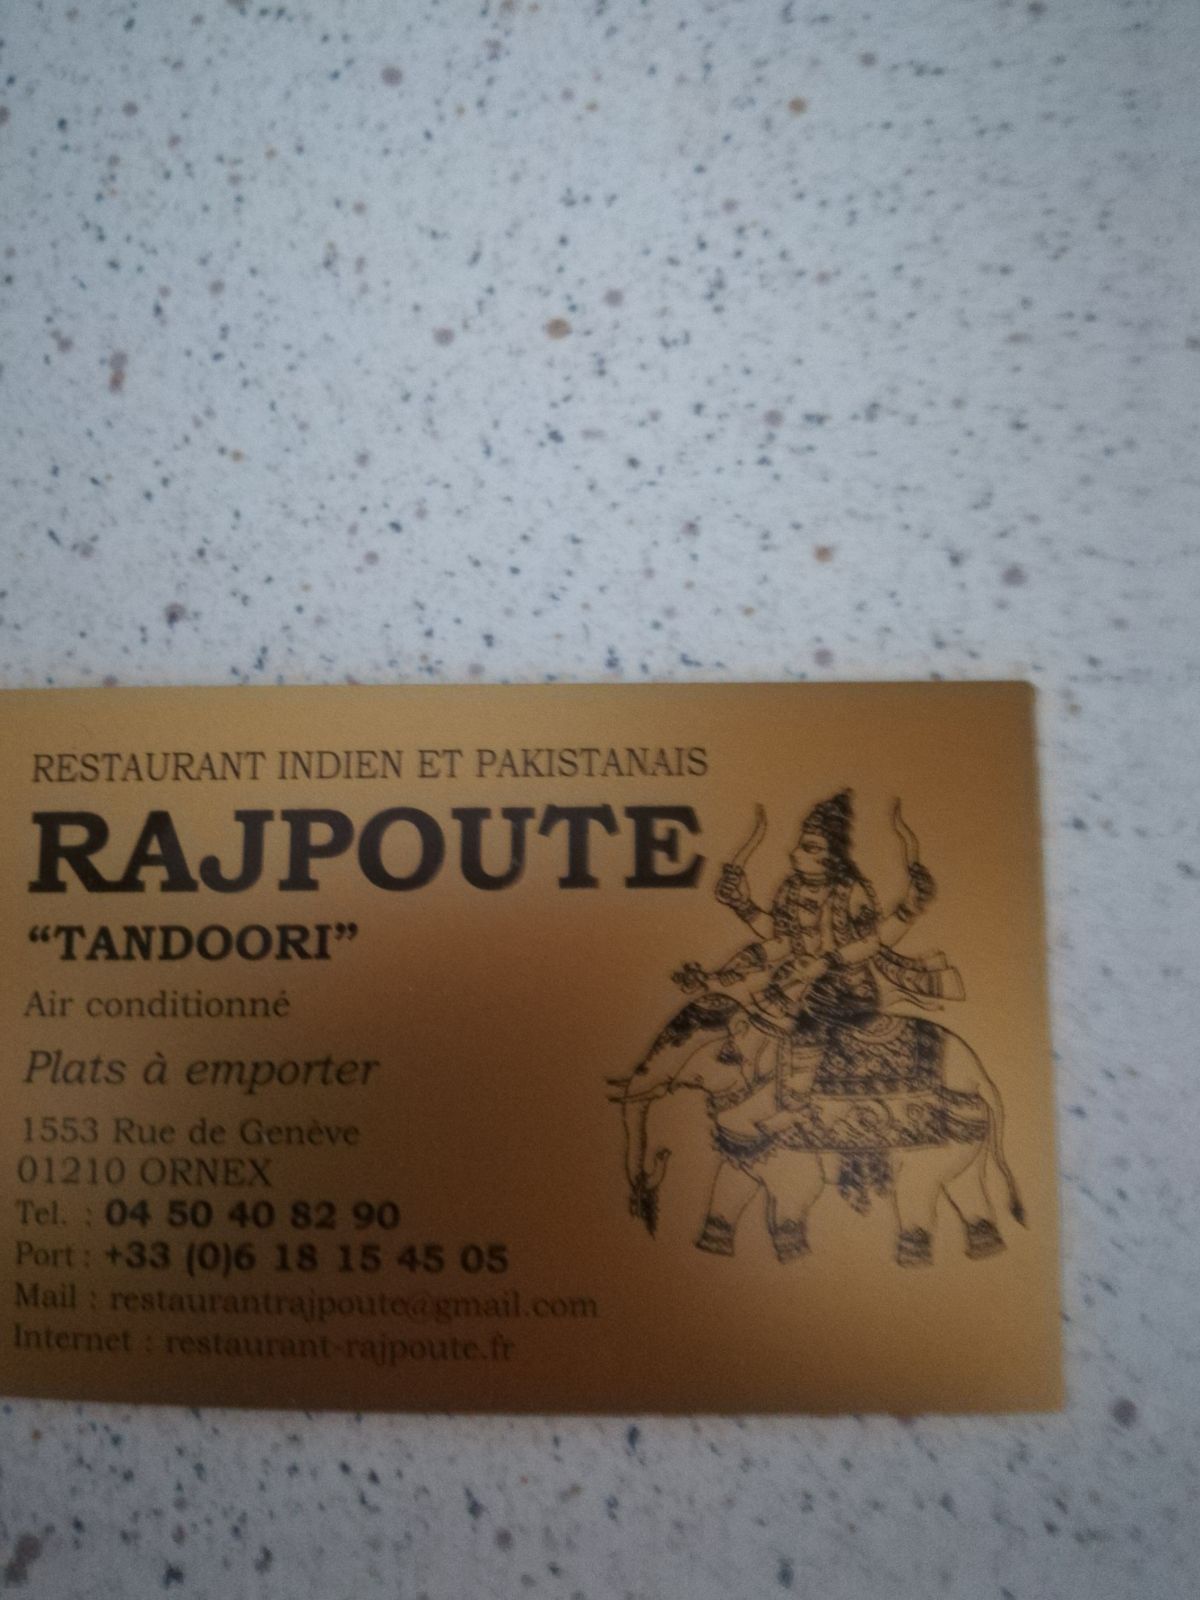 RESTAURANT INDIEN ET PAKISTANAIS
RAJPOUTE
“TANDOORI”
Air conditionné
Plats à emporter
1553 Rue de Genève
01210 ORNEX
Tel. : 04 50 40 82 90
Port : +33 (0)6 18 15 45 05
Mail : restaurantrajpoute@gmail.com
Internet : restaurant-rajpoute.fr